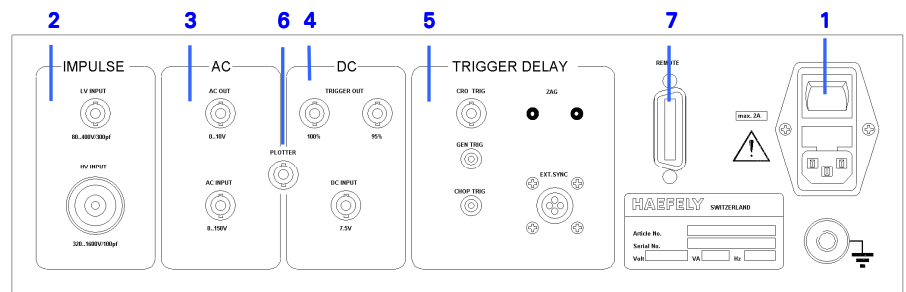 2 3 6 4 5 7 1
IMPULSE AC DC TRIGGER DELAY REMOTE
LV INPUT AC OUT TRIGGER OUT CRO TRIG ZAG
max. 2A
80..400V/300pf 0..10V 100% 95%
GEN TRIG
PLOTTER
HV INPUT AC INPUT DC INPUT CHOP TRIG EXT.SYNC
320..1600V/100pf 0..150V 7.5V
HAEFELY SWITZERLAND
Article No.
Serial No.
Volt VA Hz